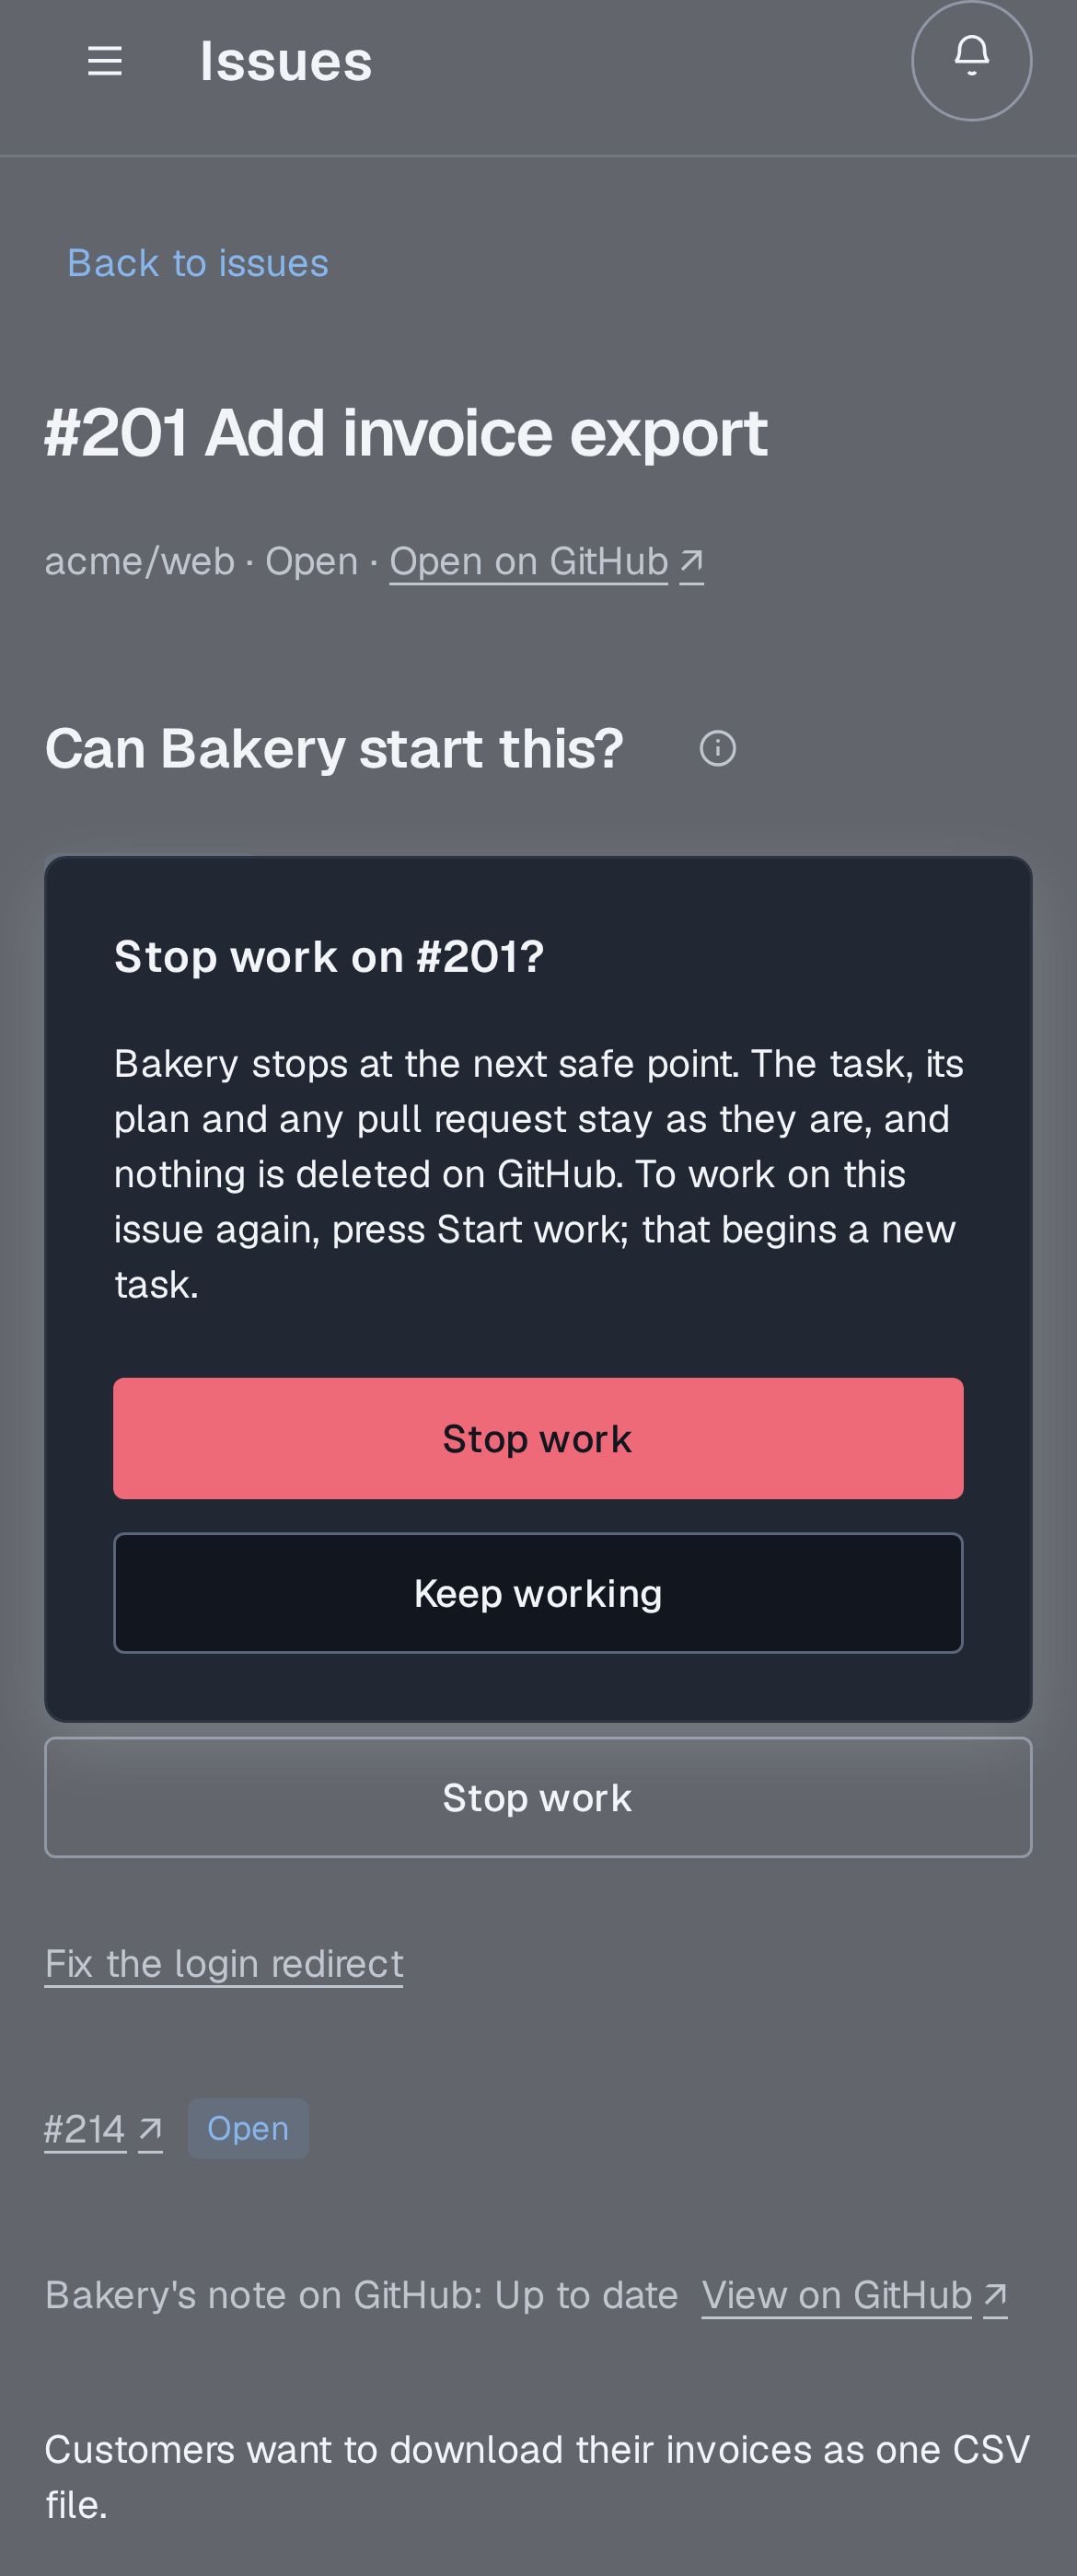 Issues
Back to issues
#201 Add invoice export
acme/web · Open · Open on GitHub ↗
Can Bakery start this?
Stop work on #201?
Bakery stops at the next safe point. The task, its
plan and any pull request stay as they are, and
nothing is deleted on GitHub. To work on this
issue again, press Start work; that begins a new
task.
Stop work
Keep working
Stop work
Fix the login redirect
#214 ↗ Open
Bakery's note on GitHub: Up to date View on GitHub ↗
Customers want to download their invoices as one CSV
file.